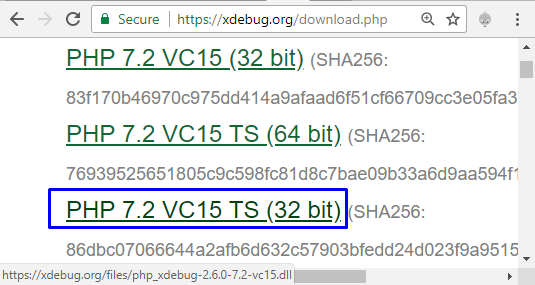 Secure https://xdebug.org/download.php
PHP 7.2 VC15 (32 bit) (SHA256:
83f170b46970c975dd414a9afaad6f51cf66709cc3e05fa3
PHP 7.2 VC15 TS (64 bit) (SHA256:
76939525651805c9c598fc81d8c7bae09b33a6d9aa594f1
PHP 7.2 VC15 TS (32 bit) (SHA256:
86dbc07066644a2afb6d632c57903bfedd24d023f9a9515
https://xdebug.org/files/php_xdebug-2.6.0-7.2-vc15.dll